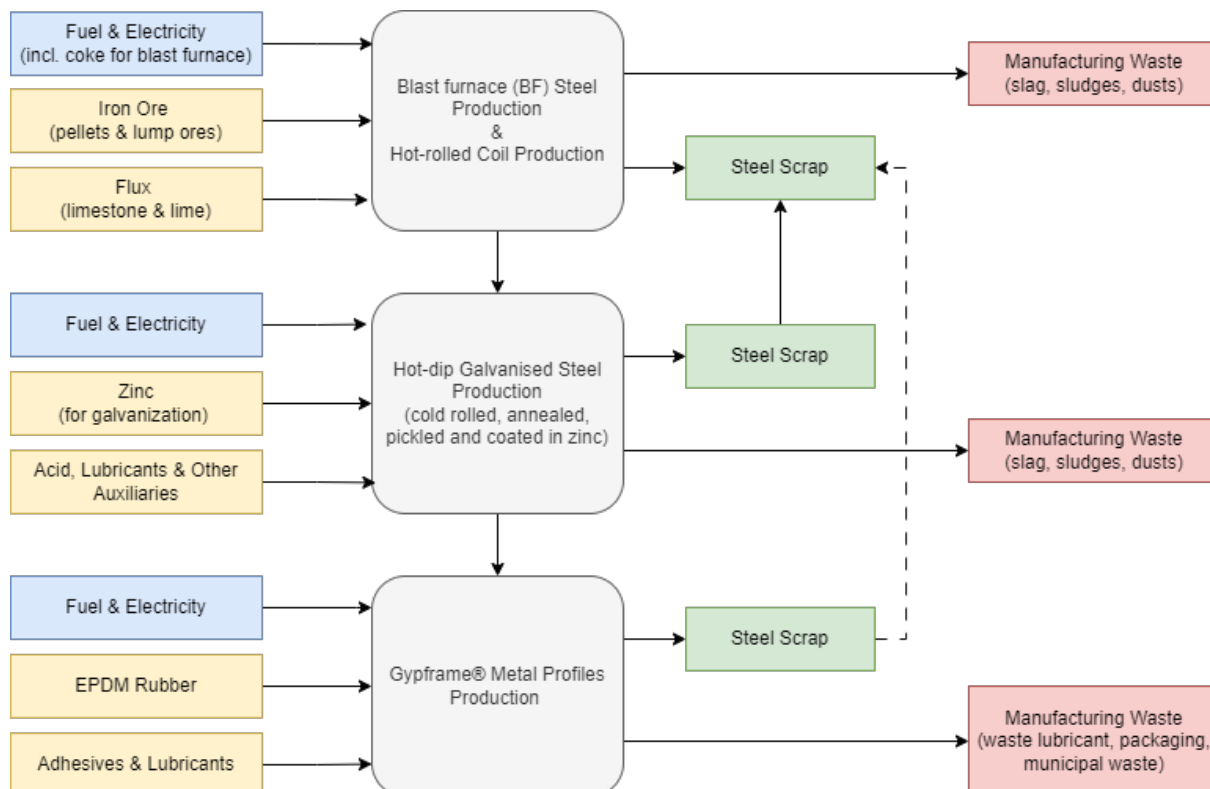 Fuel & Electricity
(incl. coke for blast furnace)
Iron Ore
(pellets & lump ores)
Flux
(limestone & lime)
Blast furnace (BF) Steel
Production
&
Hot-rolled Coil Production
Manufacturing Waste
(slag, sludges, dusts)
Steel Scrap
Fuel & Electricity
Zinc
(for galvanization)
Acid, Lubricants & Other
Auxiliaries
Hot-dip Galvanised Steel
Production
(cold rolled, annealed,
pickled and coated in zinc)
Steel Scrap
Manufacturing Waste
(slag, sludges, dusts)
Fuel & Electricity
EPDM Rubber
Adhesives & Lubricants
Gypframe® Metal Profiles
Production
Steel Scrap
Manufacturing Waste
(waste lubricant, packaging,
municipal waste)